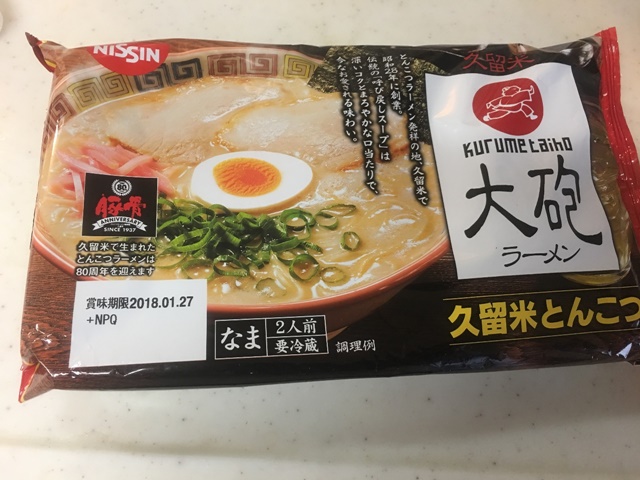 NISSIN
とんこつラーメン発祥の地、久留米で
昭和28年に創業。
伝統の"呼び戻しスープ"は
深いコクとまろやかな口当たりで、
今なお愛される味わい。
久留米
Kurume taiho
大砲
ラーメン
80
豚骨
ANNIVERSARY
SINCE 1937
久留米で生まれた
とんこつラーメンは
80周年を迎えます
賞味期限2018.01.27
+NPQ
なま
2人前
要冷蔵
調理例
久留米とんこつ